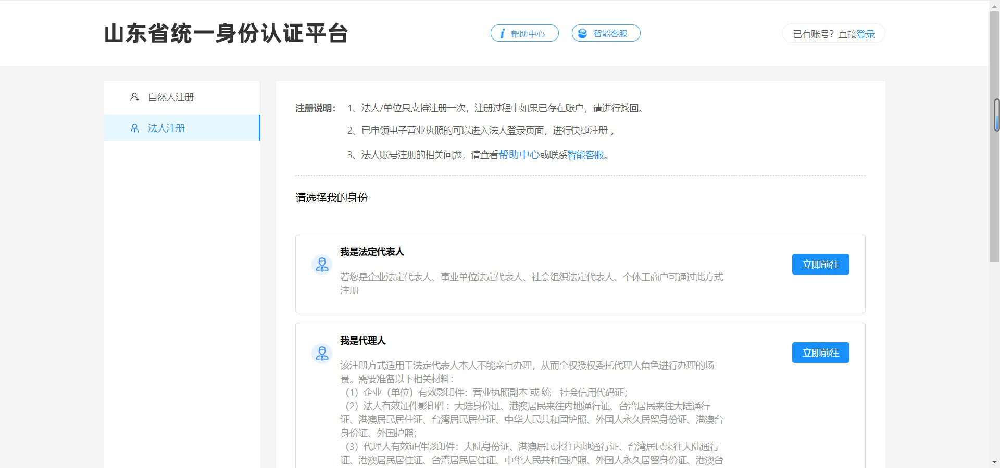 山东省统一身份认证平台
帮助中心
智能客服
已有账号？直接登录
自然人注册
法人注册
注册说明：
1、法人/单位只支持注册一次，注册过程中如果已存在账户，请进行找回。
2、已申领电子营业执照的可以进入法人登录页面，进行快捷注册 。
3、法人账号注册的相关问题，请查看帮助中心或联系智能客服。
请选择我的身份
我是法定代表人
若您是企业法定代表人、事业单位法定代表人、社会组织法定代表人、个体工商户可通过此方式
注册
立即前往
我是代理人
该注册方式适用于法定代表人本人不能亲自办理，从而全权授权委托代理人角色进行办理的场
景。需要准备以下相关材料：
（1）企业（单位）有效影印件：营业执照副本 或 统一社会信用代码证；
（2）法人有效证件影印件：大陆身份证、港澳居民来往内地通行证、台湾居民来往大陆通行
证、港澳居民居住证、台湾居民居住证、中华人民共和国护照、外国人永久居留身份证、港澳台
身份证、外国护照；
（3）代理人有效证件影印件：大陆身份证、港澳居民来往内地通行证、台湾居民来往大陆通行
证、港澳居民居住证、台湾居民居住证、中华人民共和国护照、外国人永久居留身份证、港澳台
立即前往